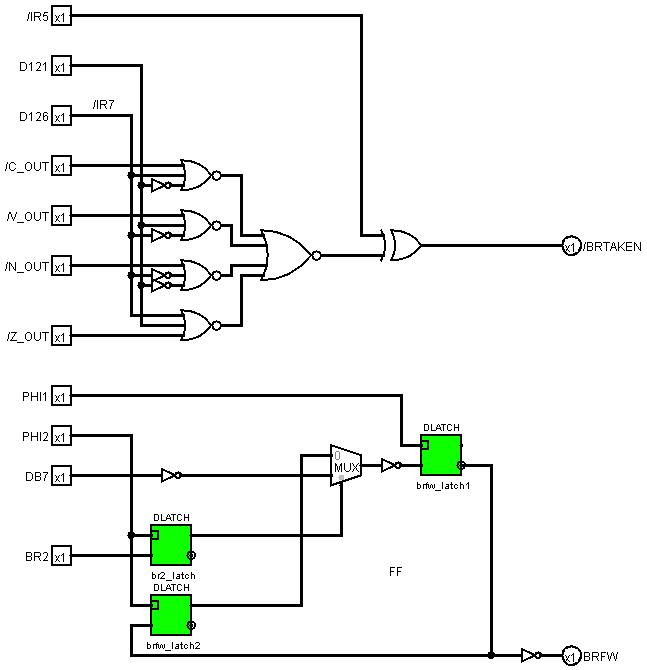 /IR5 x1
D121 x1
/IR7
D126 x1
/C_OUT x1
/V_OUT x1
x1 /BRTAKEN
/N_OUT x1
/Z_OUT x1
PHI1 x1
DLATCH
PHI2 x1
0
MUX
DB7 x1
brfw_latch1
DLATCH
BR2 x1
br2_latch
FF
DLATCH
brfw_latch2
x1 /BRFW